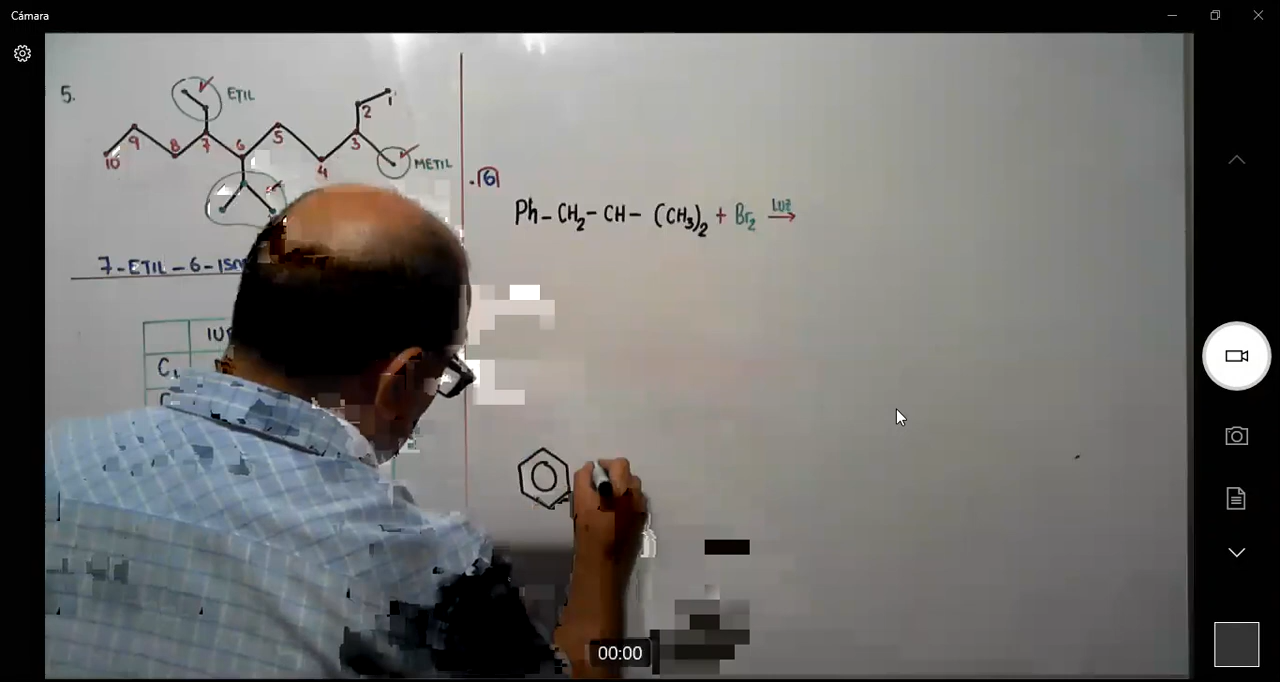 Cámara
5.
ETIL
1
2
3
4
5
6
7
8
9
10
METIL
7-ETIL-6-
C₁
6
Ph-CH₂-CH-(CH₃)₂ + Br₂ LUZ →
00:00